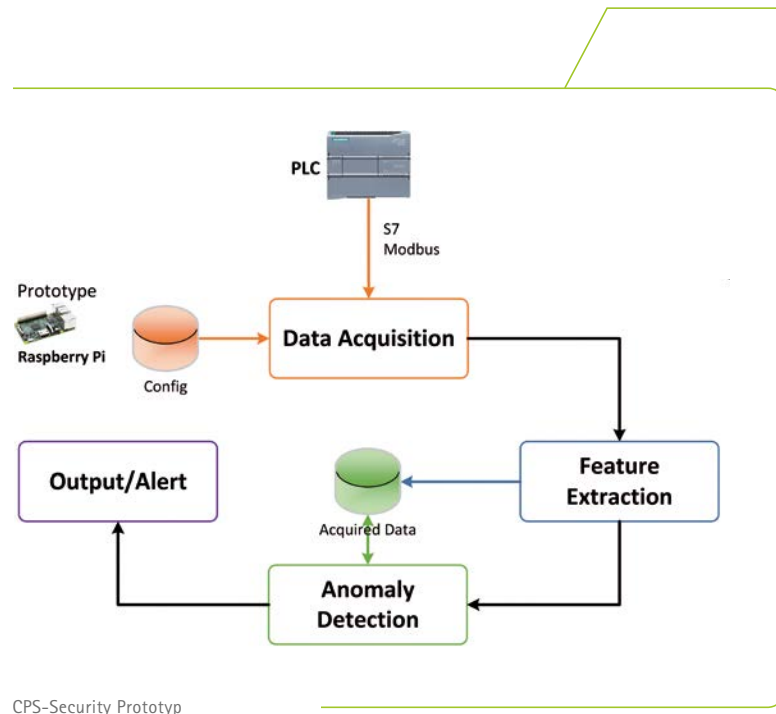 PLC
S7
Modbus
Prototype
Raspberry Pi
Config
Data Acquisition
Output/Alert
Acquired Data
Feature
Extraction
Anomaly
Detection
CPS-Security Prototyp